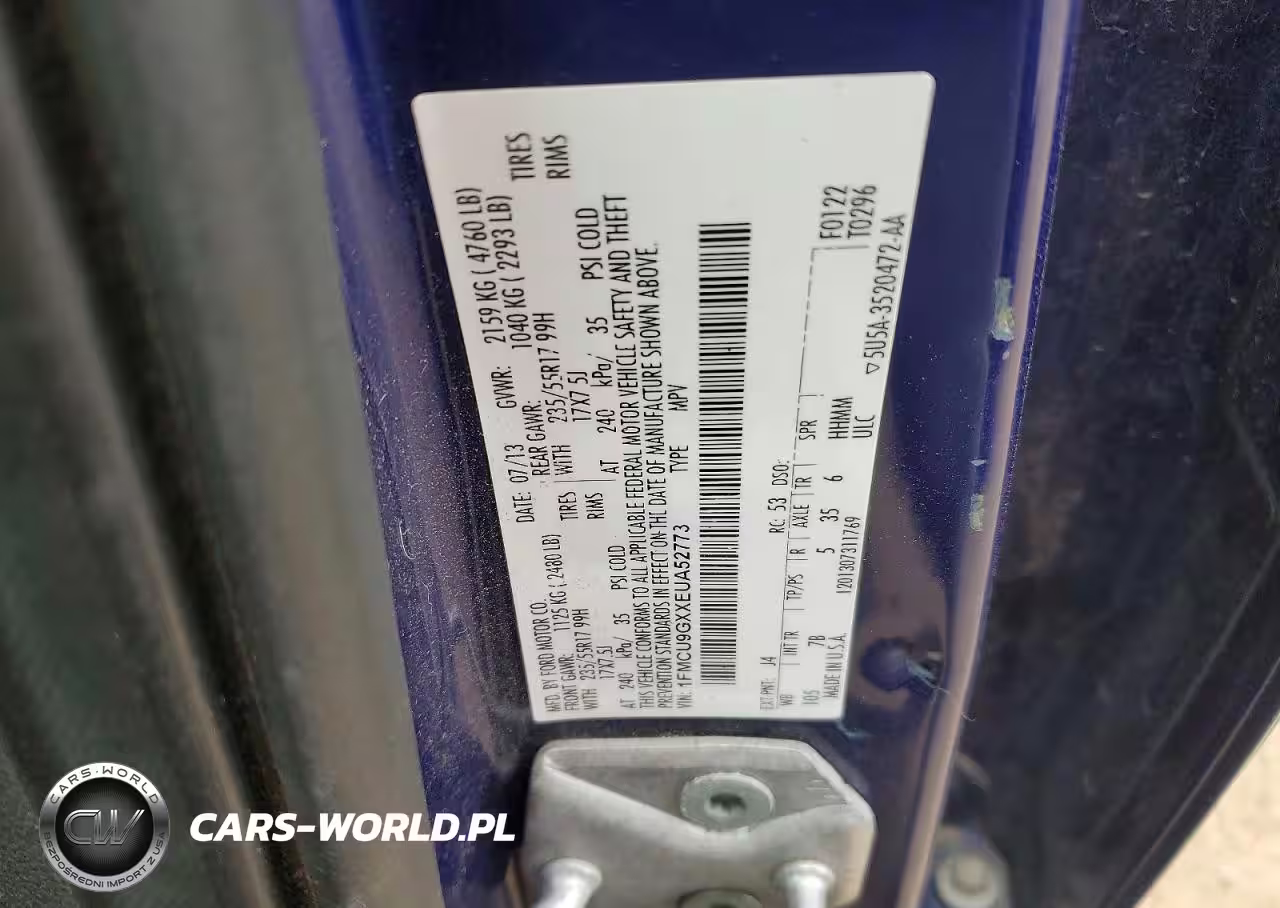 MFD. BY FORD MOTOR CO. DATE: 07/13 GVWR: 2159 KG ( 4760 LB)
FRONT GAWR: 1125 KG ( 2480 LB) REAR GAWR: 1040 KG ( 2293 LB)
WITH 235/55R17 99H TIRES WITH 235/55R17 99H TIRES
17X7.5J RIMS 17X7.5J RIMS
AT 240 kPa/ 35 PSI COLD AT 240 kPa/ 35 PSI COLD
THIS VEHICLE CONFORMS TO ALL APPLICABLE FEDERAL MOTOR VEHICLE SAFETY AND THEFT
PREVENTION STANDARDS IN EFFECT ON THE DATE OF MANUFACTURE SHOWN ABOVE.
VIN: 1FMCU9GXXEUA52773 TYPE MPV
EXT PNT: J4 RC: 53 DSO:
WB INT TR TP/PS R AXLE TR SPR F0122
105 7B 5 35 6 HHMM T0296
MADE IN U.S.A. 1201307311769 ULC
▽5U5A-3520472-AA
CARS-WORLD
CW
BEZPOŚREDNI IMPORT Z USA
CARS-WORLD.PL